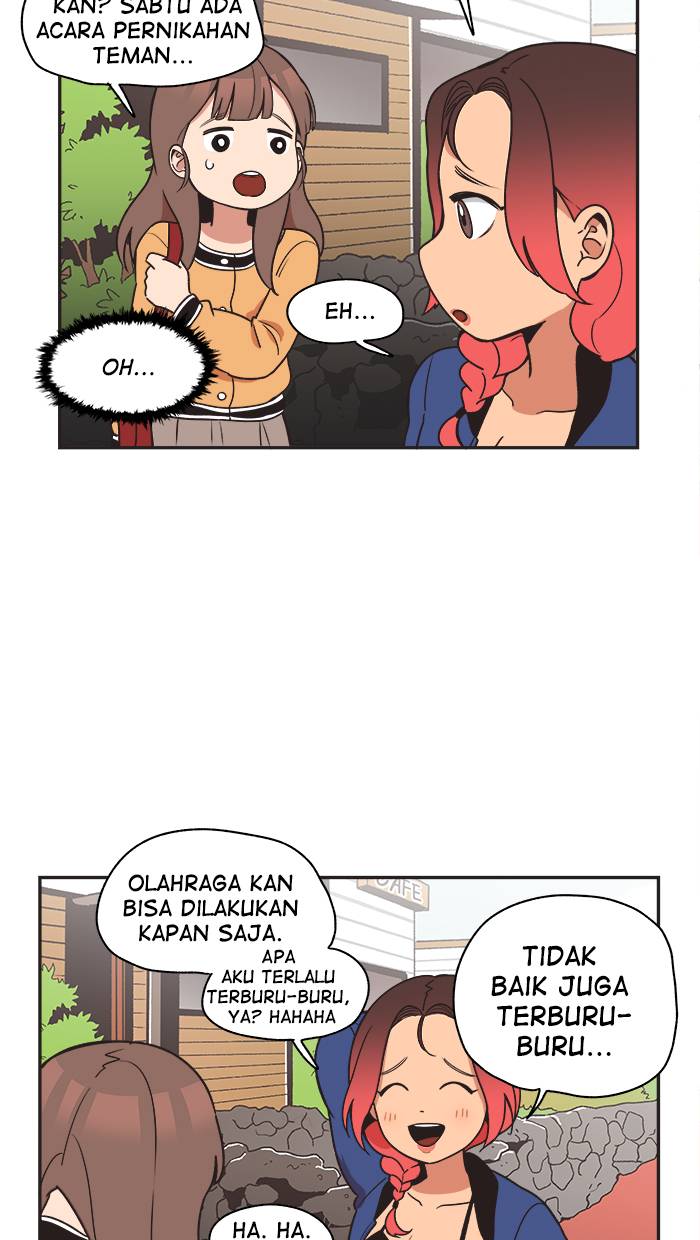 KAN? SABTU ADA
ACARA PERNIKAHAN
TEMAN...
EH...
OH...
OLAHRAGA KAN
BISA DILAKUKAN
KAPAN SAJA.
APA
AKU TERLALU
TERBURU-BURU,
YA? HAHAHA
CAFE
TIDAK
BAIK JUGA
TERBURU-
BURU...
HA. HA.